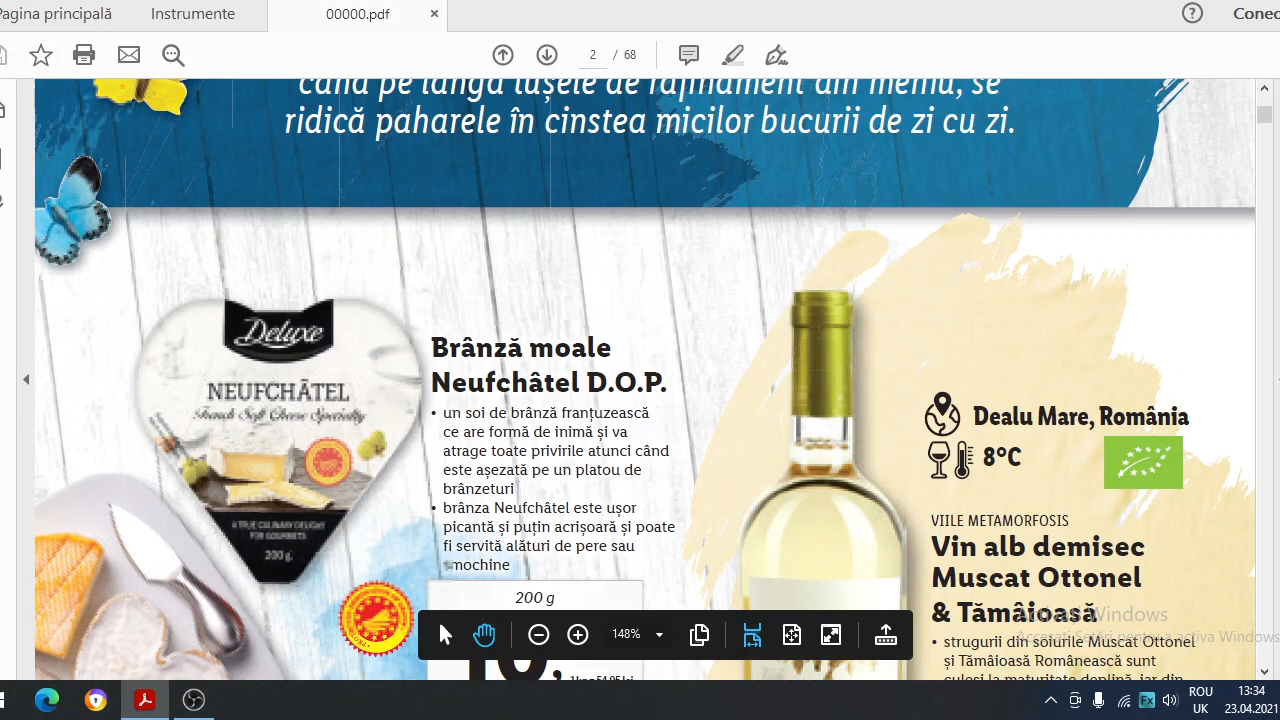 Pagina principală
Instrumente
00000.pdf
×
?
Conec
2 / 68
când pe lângă fușele de rafinament din meniu, se
ridică paharele în cinstea micilor bucurii de zi cu zi.
Deluxe
NEUFCHÂTEL
French Soft Cheese Specialty
A TRUE CULINARY DELIGHT
FOR GOURMETS
200 g
Brânză moale
Neufchâtel D.O.P.
• un soi de brânză franțuzească
ce are formă de inimă și va
atrage toate privirile atunci când
este așezată pe un platou de
brânzeturi
• brânza Neufchâtel este ușor
picantă și puțin acrișoară și poate
fi servită alături de pere sau
smochine
200 g
Dealu Mare, România
8°C
VIILE METAMORFOSIS
Vin alb demisec
Muscat Ottonel
& Tămâioasă
• strugurii din soiurile Muscat Ottonel
și Tămâioasă Românească sunt
148%
ROU
UK
13:34
23.04.2021